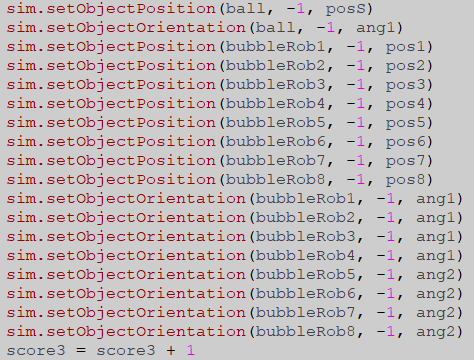 sim.setObjectPosition(ball, -1, posS)
sim.setObjectOrientation(ball, -1, ang1)
sim.setObjectPosition(bubbleRob1, -1, pos1)
sim.setObjectPosition(bubbleRob2, -1, pos2)
sim.setObjectPosition(bubbleRob3, -1, pos3)
sim.setObjectPosition(bubbleRob4, -1, pos4)
sim.setObjectPosition(bubbleRob5, -1, pos5)
sim.setObjectPosition(bubbleRob6, -1, pos6)
sim.setObjectPosition(bubbleRob7, -1, pos7)
sim.setObjectPosition(bubbleRob8, -1, pos8)
sim.setObjectOrientation(bubbleRob1, -1, ang1)
sim.setObjectOrientation(bubbleRob2, -1, ang1)
sim.setObjectOrientation(bubbleRob3, -1, ang1)
sim.setObjectOrientation(bubbleRob4, -1, ang1)
sim.setObjectOrientation(bubbleRob5, -1, ang2)
sim.setObjectOrientation(bubbleRob6, -1, ang2)
sim.setObjectOrientation(bubbleRob7, -1, ang2)
sim.setObjectOrientation(bubbleRob8, -1, ang2)
score3 = score3 + 1